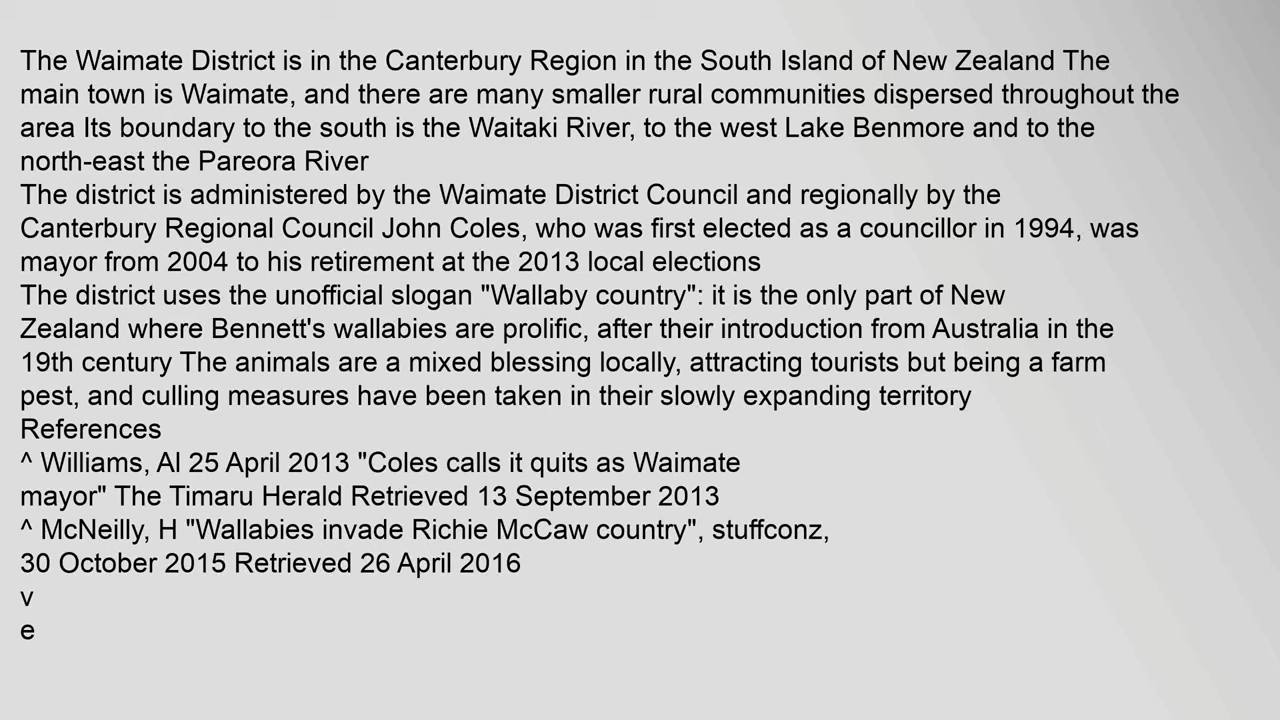 The Waimate District is in the Canterbury Region in the South Island of New Zealand The
main town is Waimate, and there are many smaller rural communities dispersed throughout the
area Its boundary to the south is the Waitaki River, to the west Lake Benmore and to the
north-east the Pareora River
The district is administered by the Waimate District Council and regionally by the
Canterbury Regional Council John Coles, who was first elected as a councillor in 1994, was
mayor from 2004 to his retirement at the 2013 local elections
The district uses the unofficial slogan "Wallaby country": it is the only part of New
Zealand where Bennett's wallabies are prolific, after their introduction from Australia in the
19th century The animals are a mixed blessing locally, attracting tourists but being a farm
pest, and culling measures have been taken in their slowly expanding territory
References
^ Williams, Al 25 April 2013 "Coles calls it quits as Waimate
mayor" The Timaru Herald Retrieved 13 September 2013
^ McNeilly, H "Wallabies invade Richie McCaw country", stuffconz,
30 October 2015 Retrieved 26 April 2016
v
e